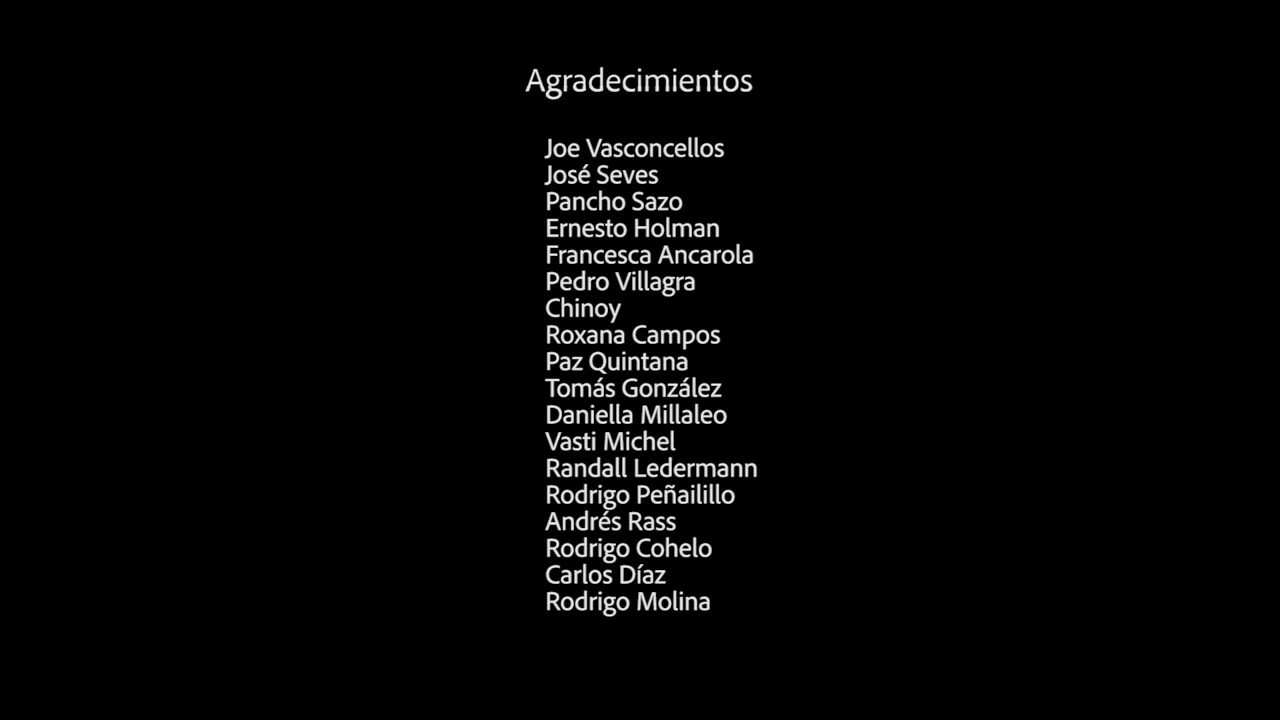 Agradecimientos
Joe Vasconcellos
José Seves
Pancho Sazo
Ernesto Holman
Francesca Ancarola
Pedro Villagra
Chinoy
Roxana Campos
Paz Quintana
Tomás González
Daniella Millaleo
Vasti Michel
Randall Ledermann
Rodrigo Peñailillo
Andrés Rass
Rodrigo Cohelo
Carlos Díaz
Rodrigo Molina